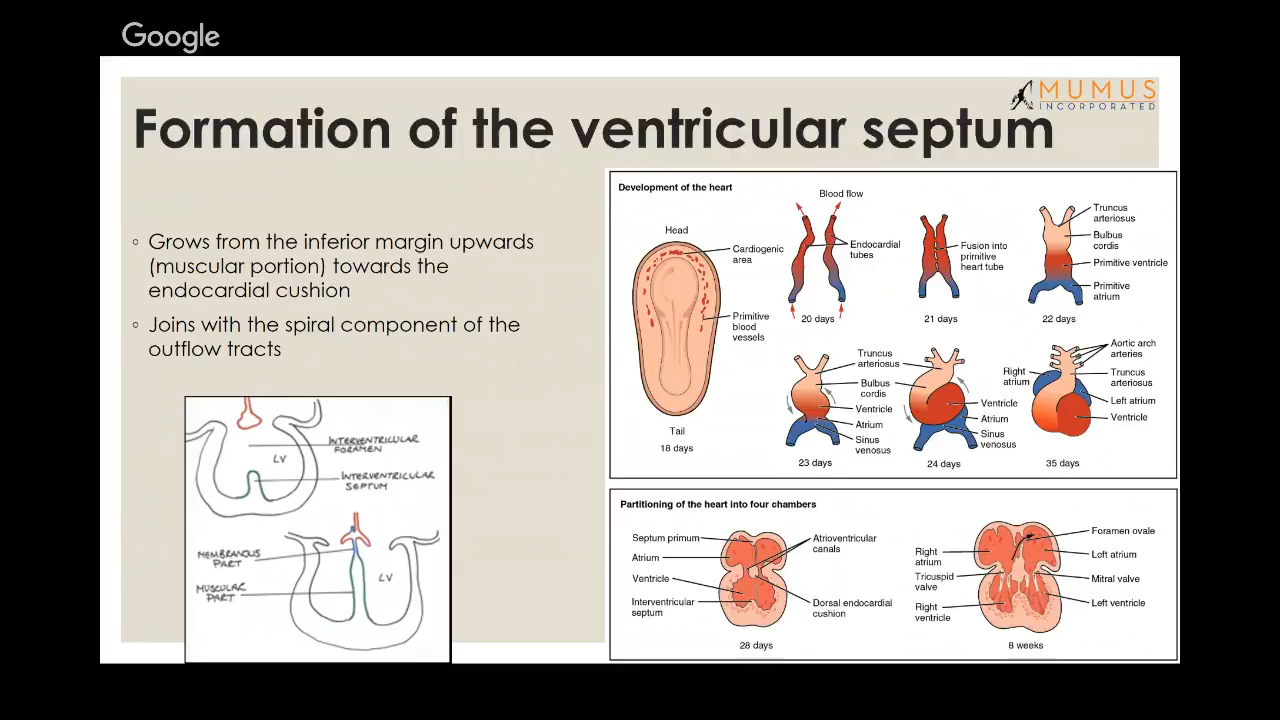 Google
MUMUS
INCORPORATED
Formation of the ventricular septum
◦ Grows from the inferior margin upwards
(muscular portion) towards the
endocardial cushion
◦ Joins with the spiral component of the
outflow tracts
INTERVENTRICULAR
FORAMEN
LV
INTERVENTRICULAR
SEPTUM
MEMBRANOUS
PART
LV
MUSCULAR
PART
Development of the heart
Blood flow
Head
Cardiogenic
area
Endocardial
tubes
Primitive
blood
vessels
Tail
18 days
20 days
Fusion into
primitive
heart tube
21 days
Truncus
arteriosus
Bulbus
cordis
Primitive ventricle
Primitive
atrium
22 days
Truncus
arteriosus
Bulbus
cordis
Ventricle
Atrium
Sinus
venosus
23 days
Ventricle
Atrium
Sinus
venosus
24 days
Right
atrium
Aortic arch
arteries
Truncus
arteriosus
Left atrium
Ventricle
35 days
Partitioning of the heart into four chambers
Septum primum
Atrium
Ventricle
Interventricular
septum
Atrioventricular
canals
Dorsal endocardial
cushion
28 days
Right
atrium
Tricuspid
valve
Right
ventricle
Foramen ovale
Left atrium
Mitral valve
Left ventricle
8 weeks